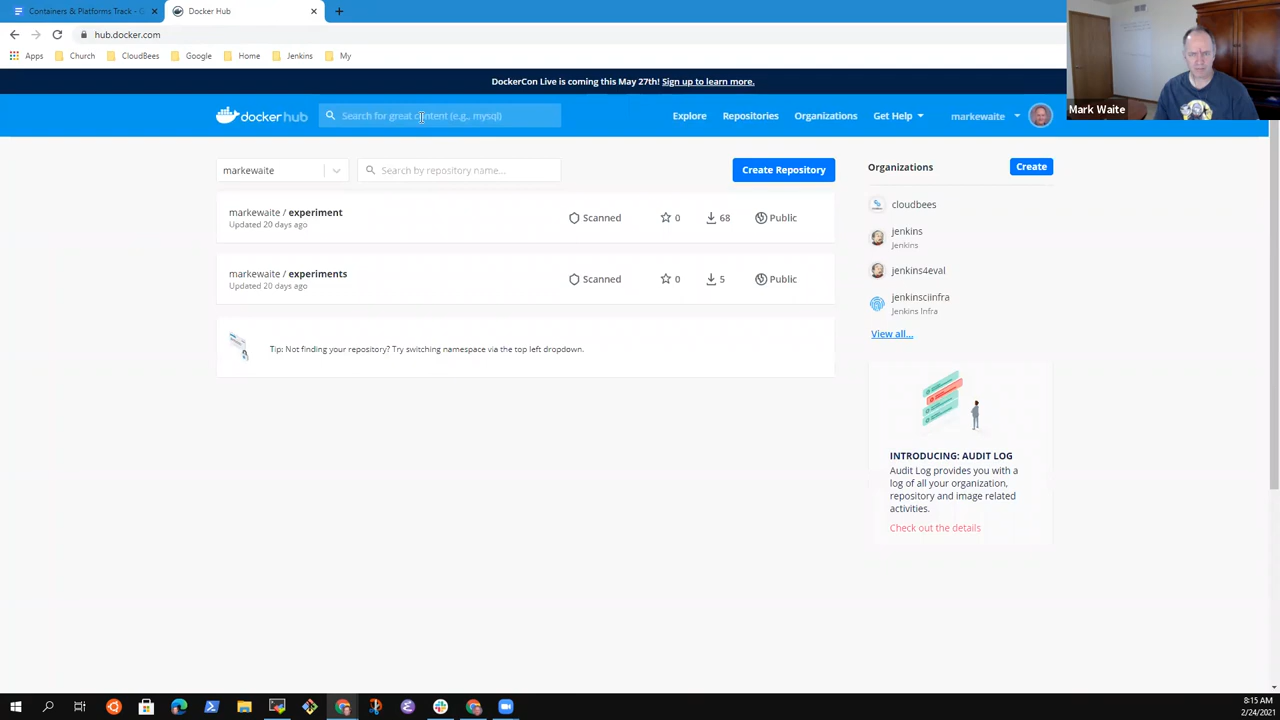 Containers & Platforms Track -
Docker Hub
hub.docker.com
Apps
Church
CloudBees
Google
Home
Jenkins
My
DockerCon Live is coming this May 27th! Sign up to learn more.
docker hub
Search for great content (e.g., mysql)
Explore
Repositories
Organizations
Get Help
markewaite
Mark Waite
markewaite
Search by repository name...
Create Repository
markewaite / experiment
Updated 20 days ago
Scanned
0
68
Public
markewaite / experiments
Updated 20 days ago
Scanned
0
5
Public
Tip: Not finding your repository? Try switching namespace via the top left dropdown.
Organizations
Create
cloudbees
jenkins
Jenkins
jenkins4eval
jenkinsciinfra
Jenkins Infra
View all...
INTRODUCING: AUDIT LOG
Audit Log provides you with a
log of all your organization,
repository and image related
activities.
Check out the details
8:15 AM
2/24/2021